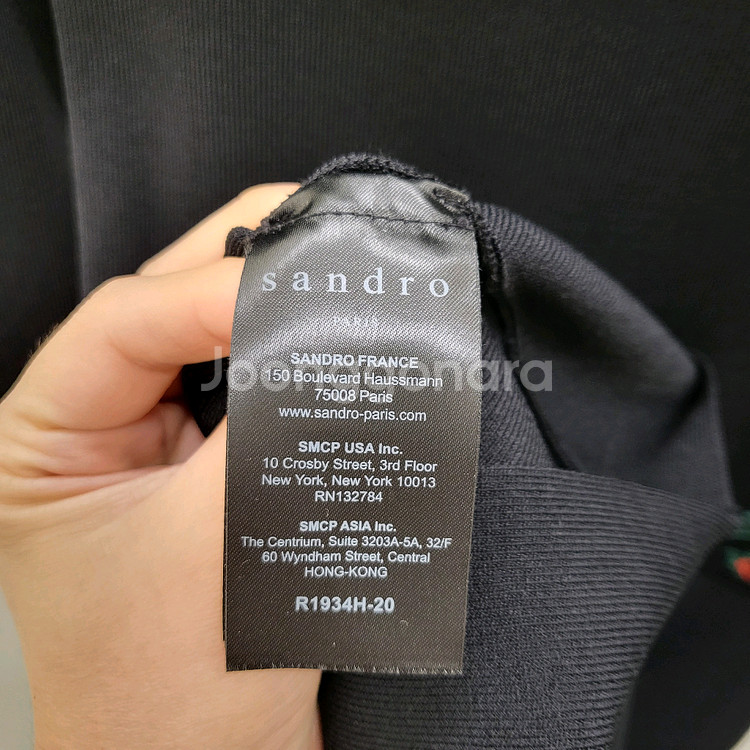 sandro
PARIS
SANDRO FRANCE
150 Boulevard Haussmann
75008 Paris
www.sandro-paris.com
SMCP USA Inc.
10 Crosby Street, 3rd Floor
New York, New York 10013
RN132784
SMCP ASIA Inc.
The Centrium, Suite 3203A-5A, 32/F
60 Wyndham Street, Central
HONG-KONG
R1934H-20
Joonggonara